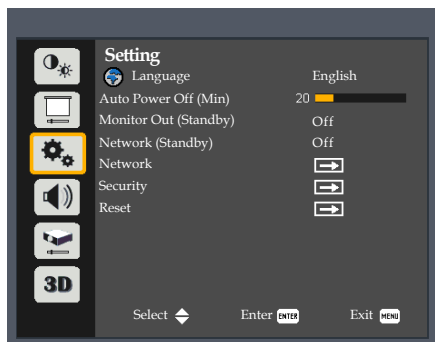 Setting
Language English
Auto Power Off (Min) 20
Monitor Out (Standby) Off
Network (Standby) Off
Network
Security
Reset
3D
Select Enter ENTER Exit MENU